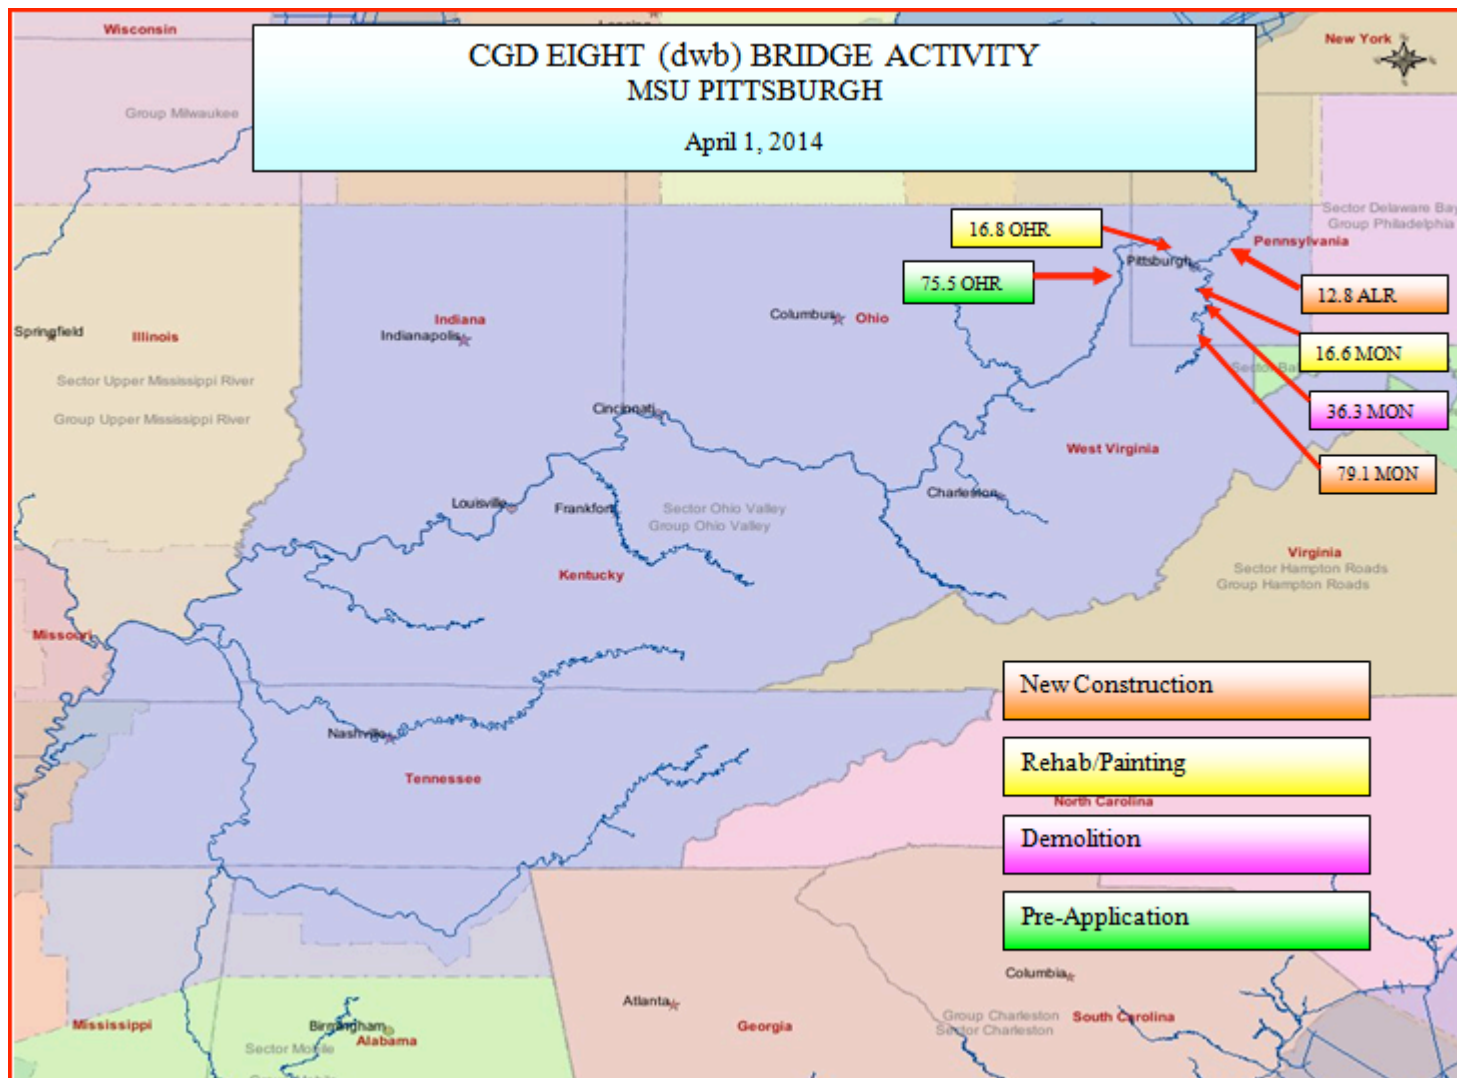 Wisconsin
New York
CGD EIGHT (dwb) BRIDGE ACTIVITY
MSU PITTSBURGH
April 1, 2014
Group Milwaukee
Sector Delaware Bay
Group Philadelphia
Pennsylvania
16.8 OHR
Pittsburgh
75.5 OHR
12.8 ALR
Springfield
Illinois
Indiana
Indianapolis
Columbus
Ohio
16.6 MON
Sector Upper Mississippi River
Group Upper Mississippi River
36.3 MON
Cincinnati
West Virginia
79.1 MON
Louisville
Frankfort
Sector Ohio Valley
Group Ohio Valley
Charleston
Virginia
Sector Hampton Roads
Group Hampton Roads
Kentucky
Missouri
New Construction
Nashville
Tennessee
Rehab/Painting
North Carolina
Demolition
Pre-Application
Columbia
Atlanta
Georgia
Group Charleston
Sector Charleston
South Carolina
Mississippi
Birmingham
Alabama
Sector Mobile